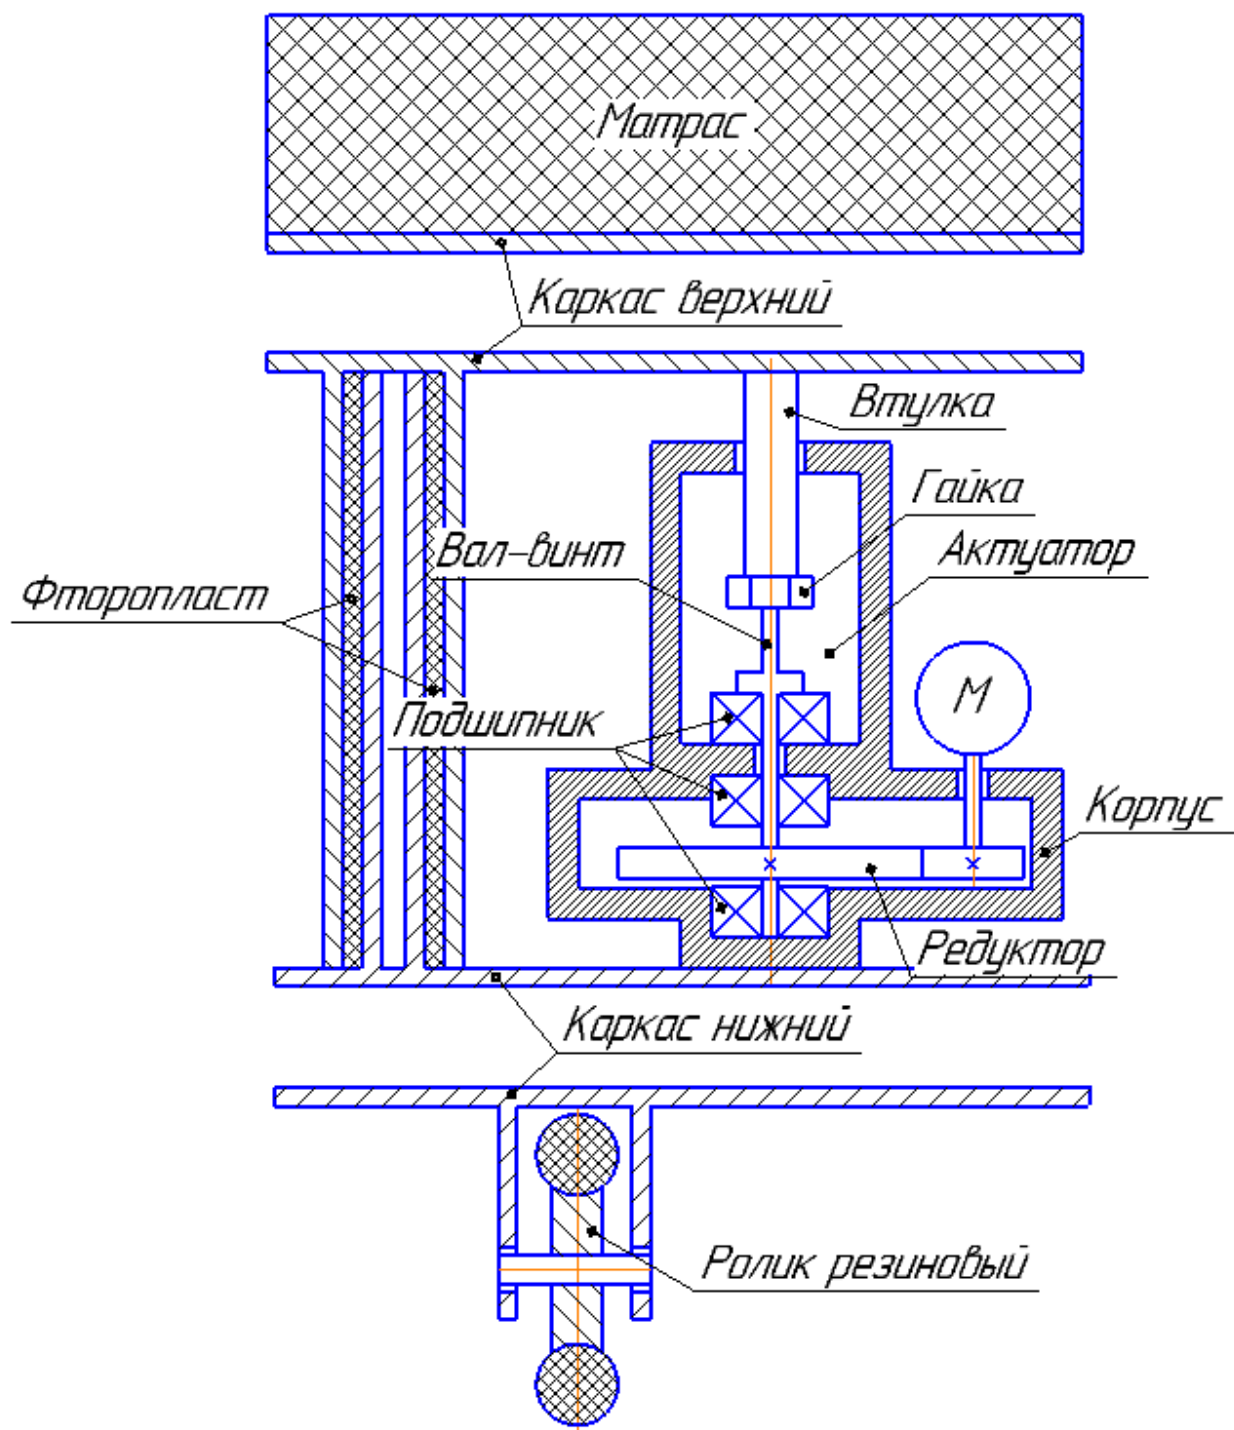 Матрас
Каркас верхний
Втулка
Гайка
Вал-винт
Актуатор
Фторопласт
М
Подшипник
Корпус
Редуктор
Каркас нижний
Ролик резиновый